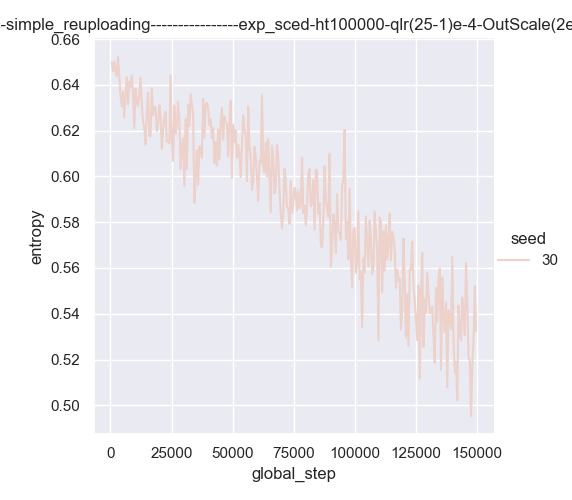 -simple_reuploading----------------exp_sced-ht100000-qlr(25-1)e-4-OutScale(2e
0.66
0.64
0.62
0.60
0.58
0.56
0.54
0.52
0.50
entropy
0 25000 50000 75000 100000 125000 150000
global_step
seed
30